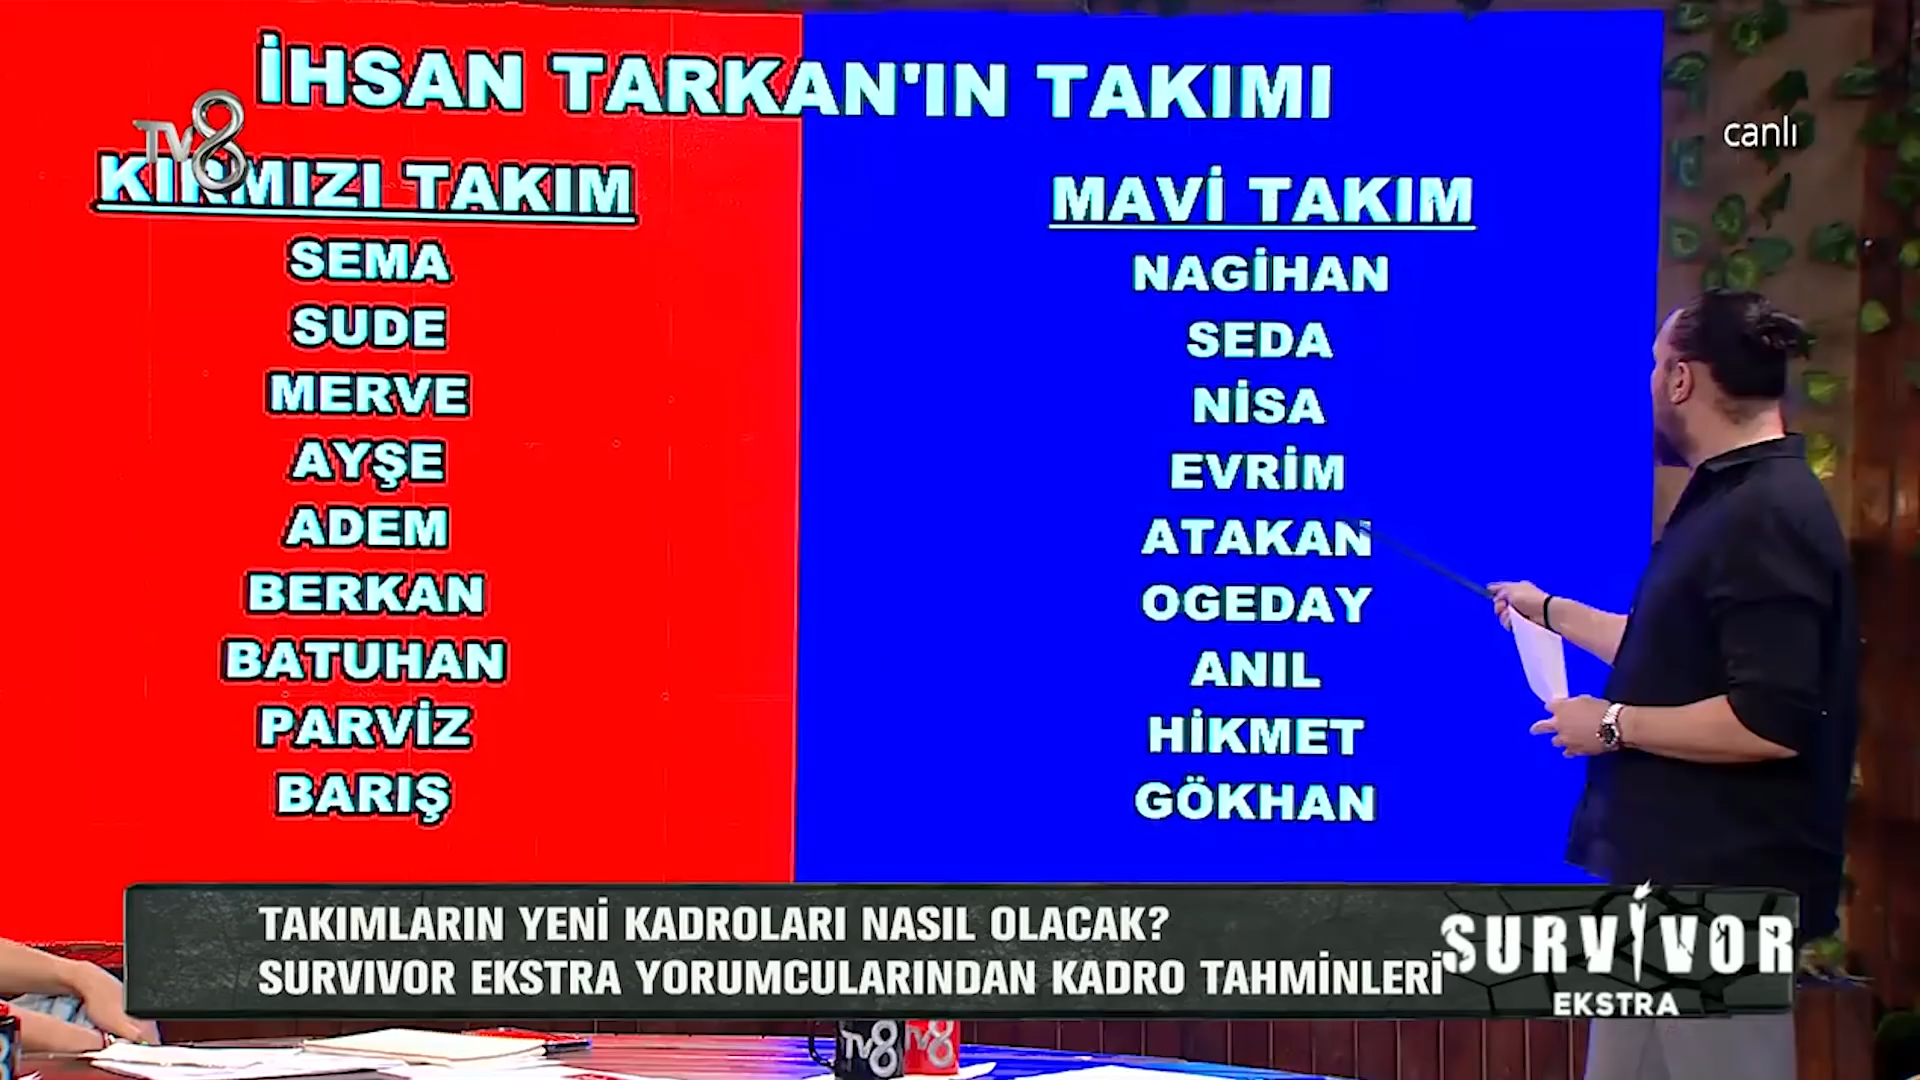 İHSAN TARKAN'IN TAKIMI
TV8
canlı
KIRMIZI TAKIM
SEMA
SUDE
MERVE
AYŞE
ADEM
BERKAN
BATUHAN
PARVİZ
BARIŞ
MAVİ TAKIM
NAGİHAN
SEDA
NİSA
EVRİM
ATAKAN
OGEDAY
ANIL
HİKMET
GÖKHAN
TAKIMLARIN YENİ KADROLARI NASIL OLACAK?
SURVIVOR EKSTRA YORUMCULARINDAN KADRO TAHMİNLERİ
SURVIVOR
EKSTRA
TV8
TV8